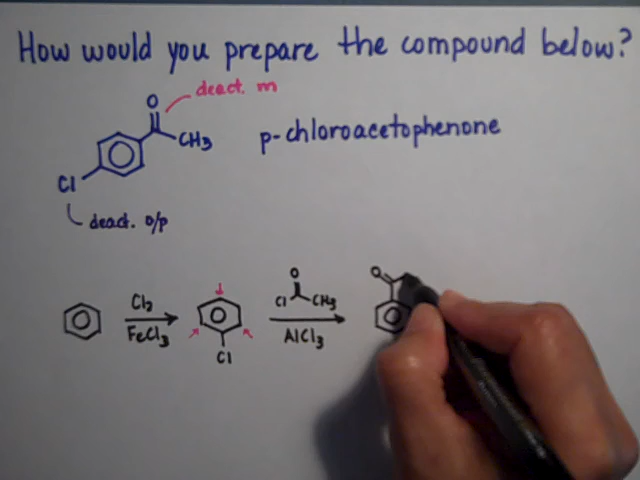 How would you prepare the compound below?
deact. m
O
CH3
p-chloroacetophenone
Cl
deact. o/p
Cl2
FeCl3
Cl
O
Cl CH3
AlCl3
O